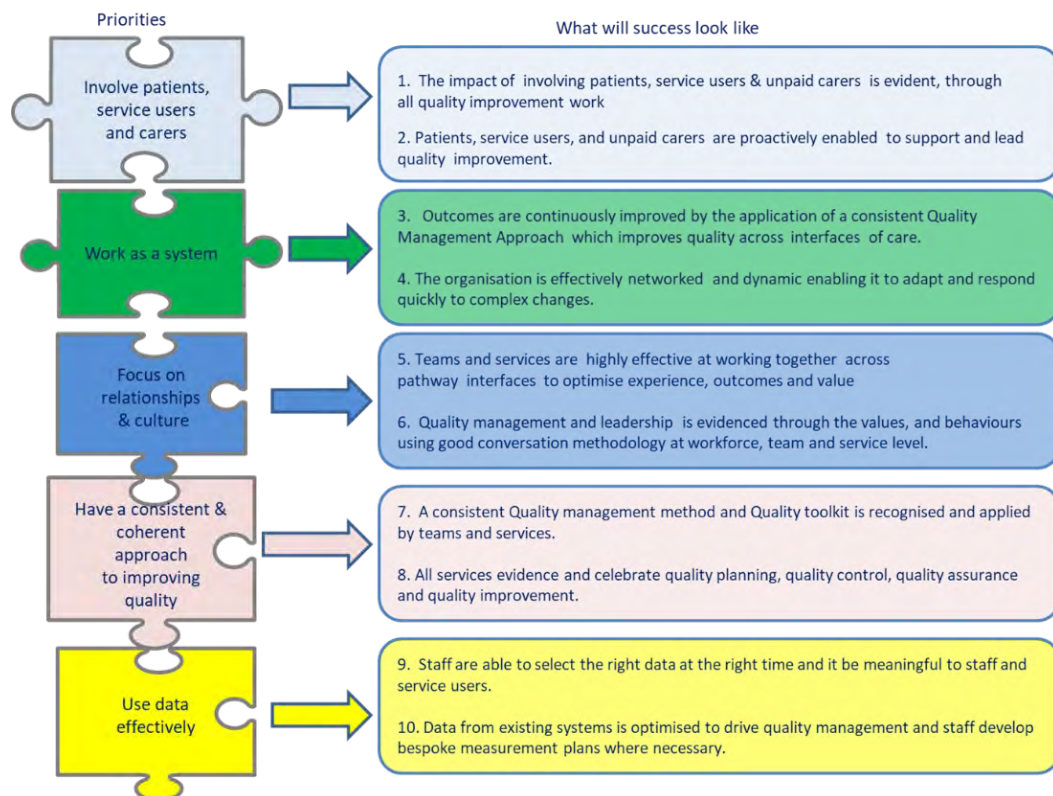 Priorities
What will success look like
Involve patients,
service users
and carers
1. The impact of involving patients, service users & unpaid carers is evident, through
all quality improvement work
2. Patients, service users, and unpaid carers are proactively enabled to support and lead
quality improvement.
Work as a system
3. Outcomes are continuously improved by the application of a consistent Quality
Management Approach which improves quality across interfaces of care.
4. The organisation is effectively networked and dynamic enabling it to adapt and respond
quickly to complex changes.
Focus on
relationships
& culture
5. Teams and services are highly effective at working together across
pathway interfaces to optimise experience, outcomes and value
6. Quality management and leadership is evidenced through the values, and behaviours
using good conversation methodology at workforce, team and service level.
Have a consistent &
coherent
approach
to improving
quality
7. A consistent Quality management method and Quality toolkit is recognised and applied
by teams and services.
8. All services evidence and celebrate quality planning, quality control, quality assurance
and quality improvement.
Use data
effectively
9. Staff are able to select the right data at the right time and it be meaningful to staff and
service users.
10. Data from existing systems is optimised to drive quality management and staff develop
bespoke measurement plans where necessary.